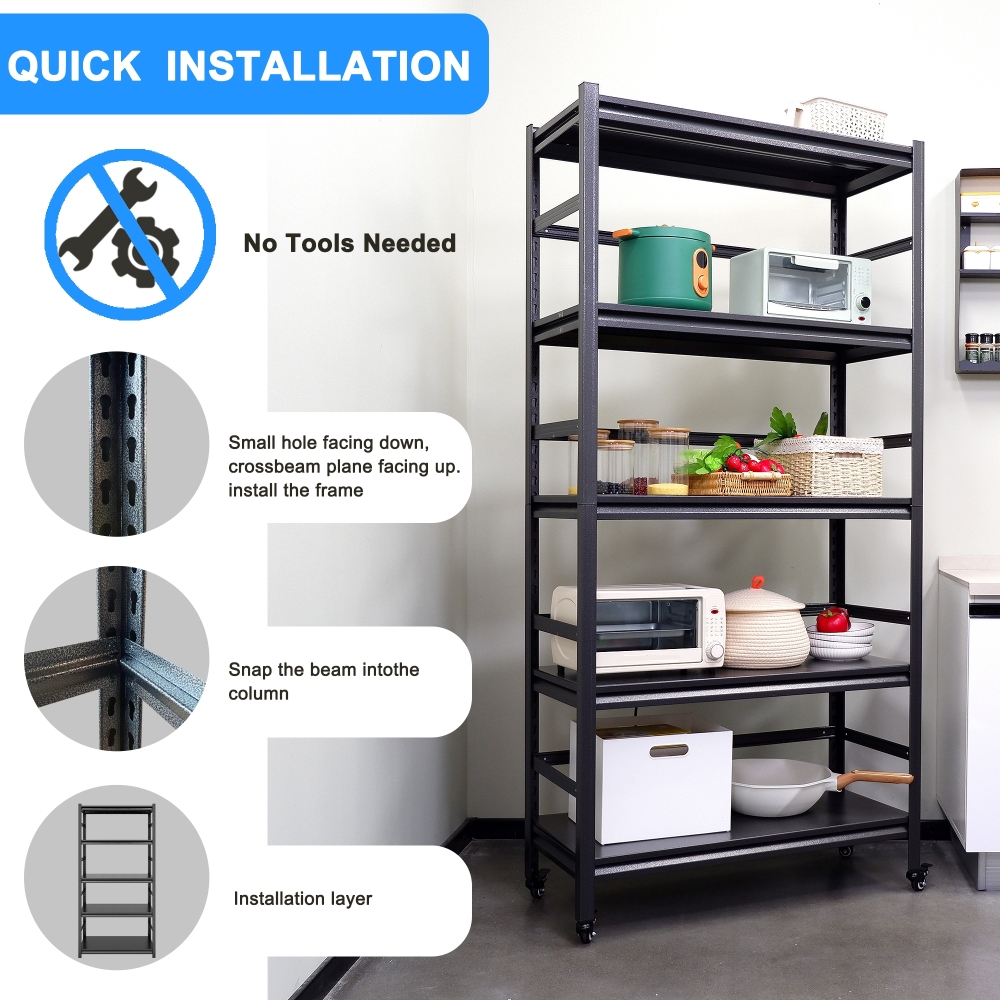 QUICK INSTALLATION
No Tools Needed
Small hole facing down,
crossbeam plane facing up.
install the frame
Snap the beam intothe
column
Installation layer